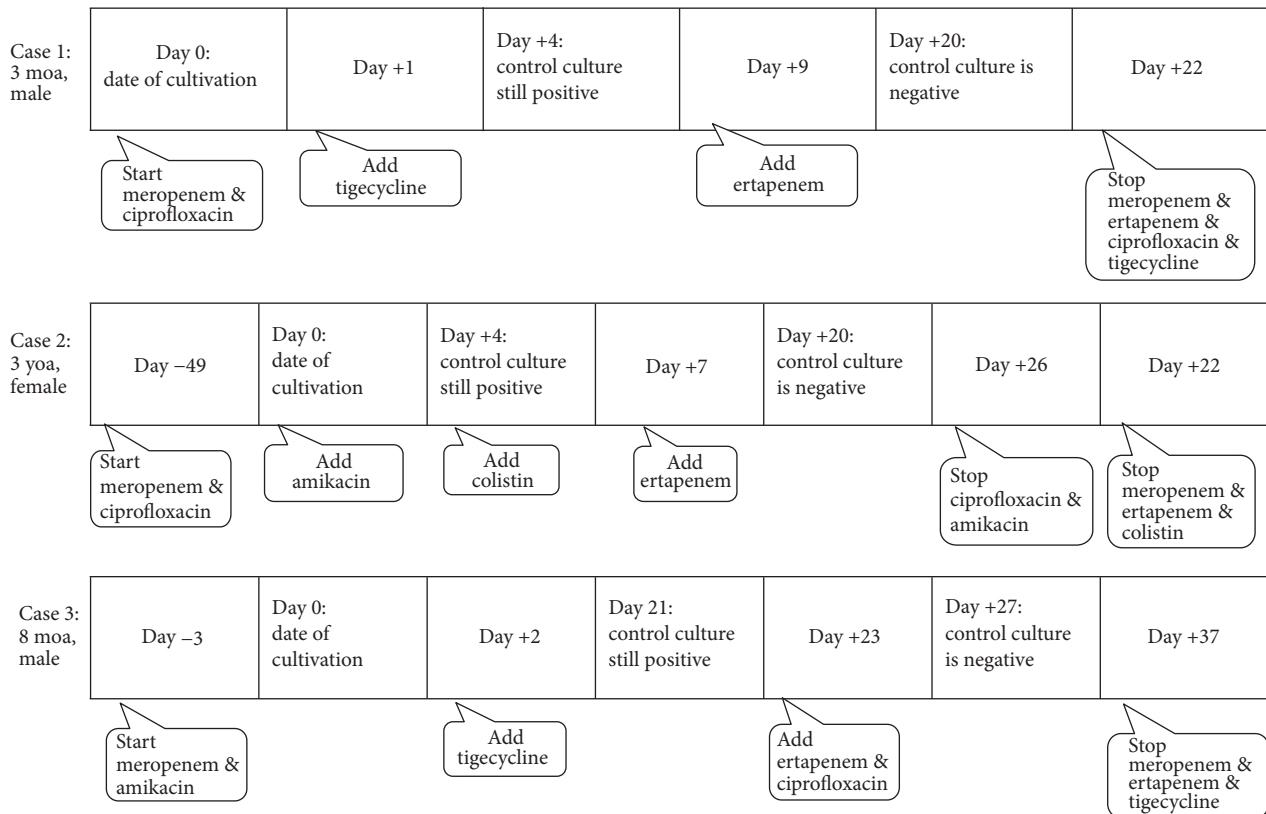 Case 1:
3 moa,
male
Day 0:
date of cultivation
Day +1
Day +4:
control culture
still positive
Day +9
Day +20:
control culture is
negative
Day +22
Start
meropenem &
ciprofloxacin
Add
tigecycline
Add
ertapenem
Stop
meropenem &
ertapenem &
ciprofloxacin &
tigecycline
Case 2:
3 yoa,
female
Day −49
Day 0:
date of
cultivation
Day +4:
control culture
still positive
Day +7
Day +20:
control culture
is negative
Day +26
Day +22
Start
meropenem &
ciprofloxacin
Add
amikacin
Add
colistin
Add
ertapenem
Stop
ciprofloxacin &
amikacin
Stop
meropenem &
ertapenem &
colistin
Case 3:
8 moa,
male
Day −3
Day 0:
date of
cultivation
Day +2
Day 21:
control culture
still positive
Day +23
Day +27:
control culture
is negative
Day +37
Start
meropenem &
amikacin
Add
tigecycline
Add
ertapenem &
ciprofloxacin
Stop
meropenem &
ertapenem &
tigecycline